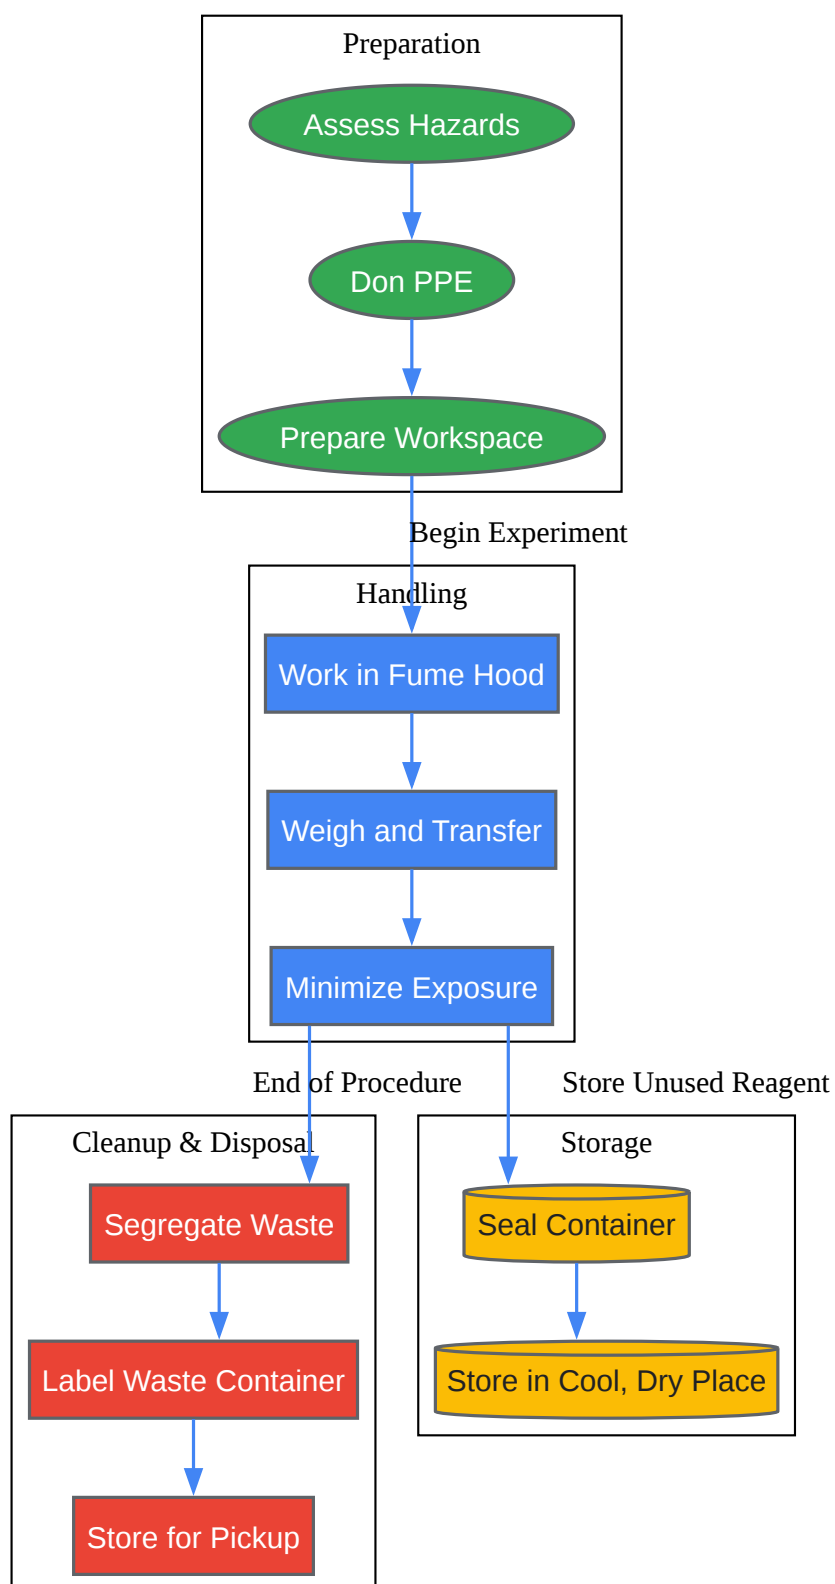 Preparation
Assess Hazards
Don PPE
Prepare Workspace
Begin Experiment
Handling
Work in Fume Hood
Weigh and Transfer
Minimize Exposure
End of Procedure
Store Unused Reagent
Cleanup & Disposal
Storage
Segregate Waste
Seal Container
Label Waste Container
Store in Cool, Dry Place
Store for Pickup